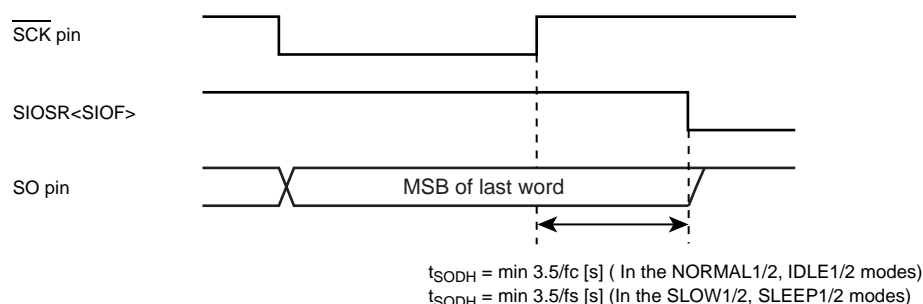 SCK pin
SIOSR<SIOF>
SO pin
MSB of last word
tSODH = min 3.5/fc [s] ( In the NORMAL1/2, IDLE1/2 modes)
tSODH = min 3.5/fs [s] (In the SLOW1/2, SLEEP1/2 modes)